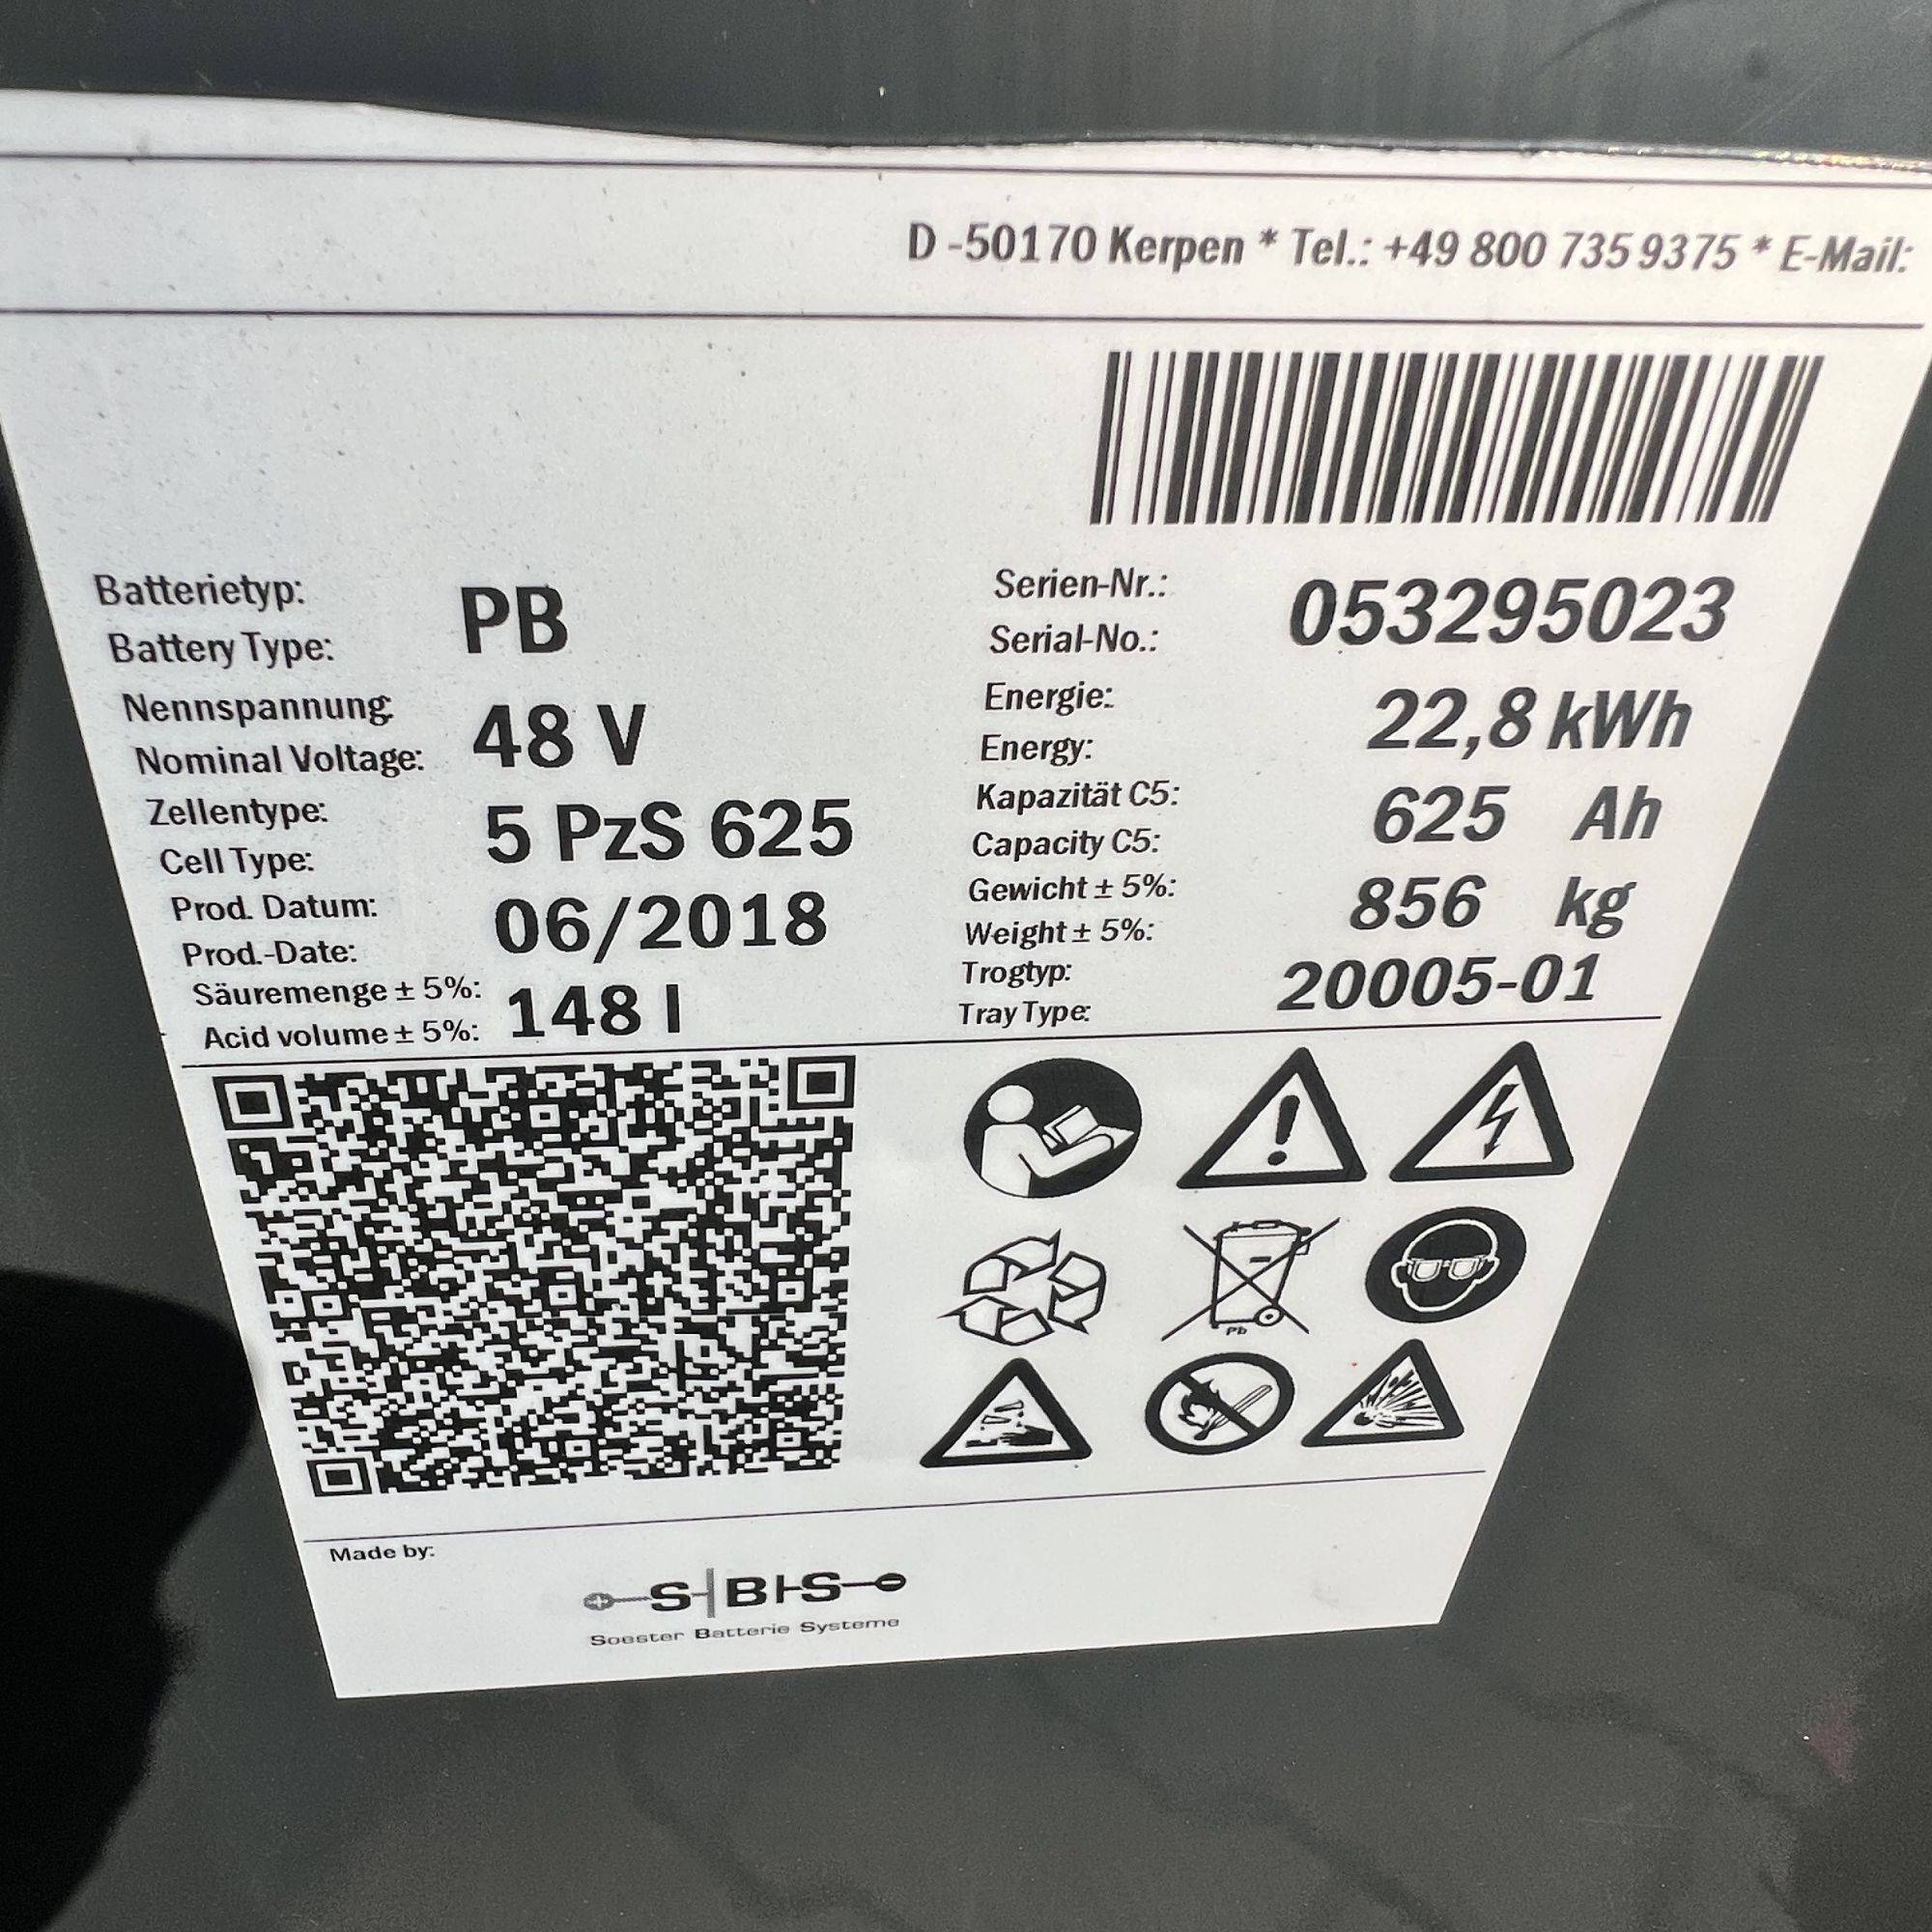 D -50170 Kerpen * Tel.: +49 800 735 9375 * E-Mail:
Batterietyp:
Battery Type:
PB
Nennspannung:
Nominal Voltage:
48 V
Zellentype:
Cell Type:
5 PzS 625
Prod. Datum:
Prod.-Date:
06/2018
Säuremenge ± 5%:
Acid volume ± 5%:
148 l
Serien-Nr.:
Serial-No.:
053295023
Energie:
Energy:
22,8 kWh
Kapazität C5:
Capacity C5:
625 Ah
Gewicht ± 5%:
Weight ± 5%:
856 kg
Trogtyp:
Tray Type:
20005-01
Pb
Made by:
S B S
Soester Batterie Systeme